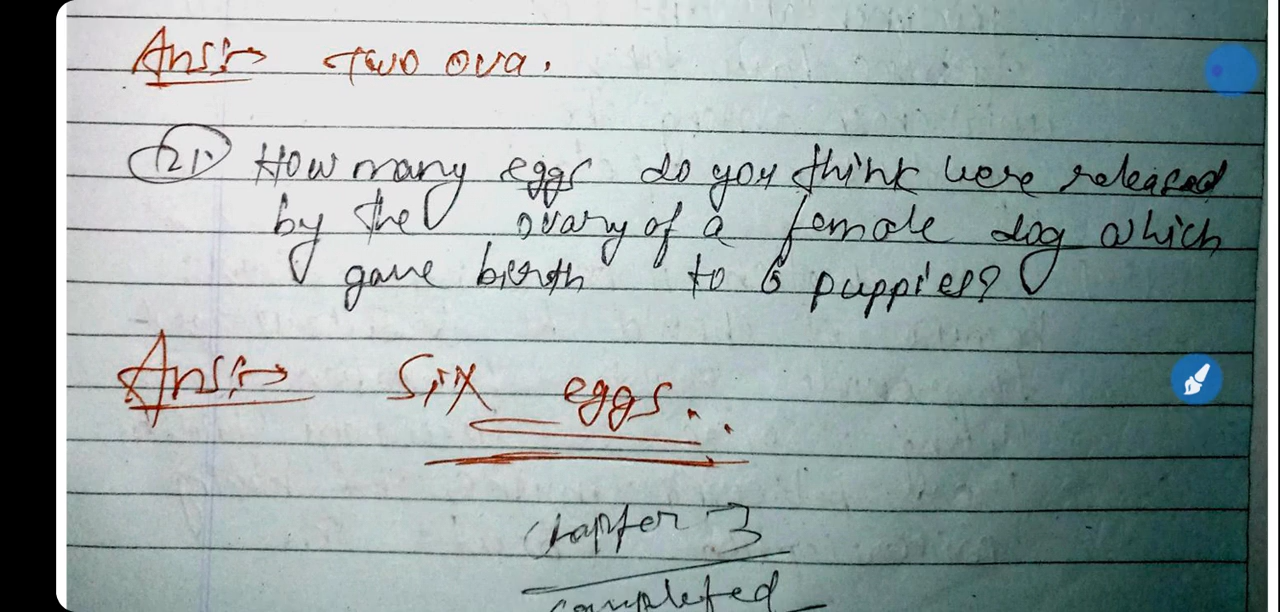 Ans:→ Two ova.
(21.) How many eggs do you think were released
by the ovary of a female dog which
gave birth to 6 puppies?
Ans:→ Six eggs..
Chapter 3
completed